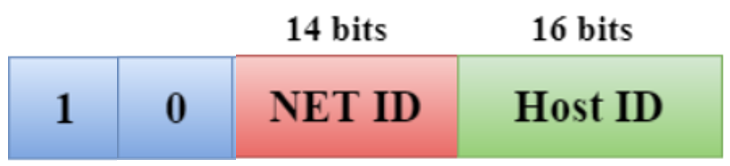 14 bits 16 bits
1 0 NET ID Host ID